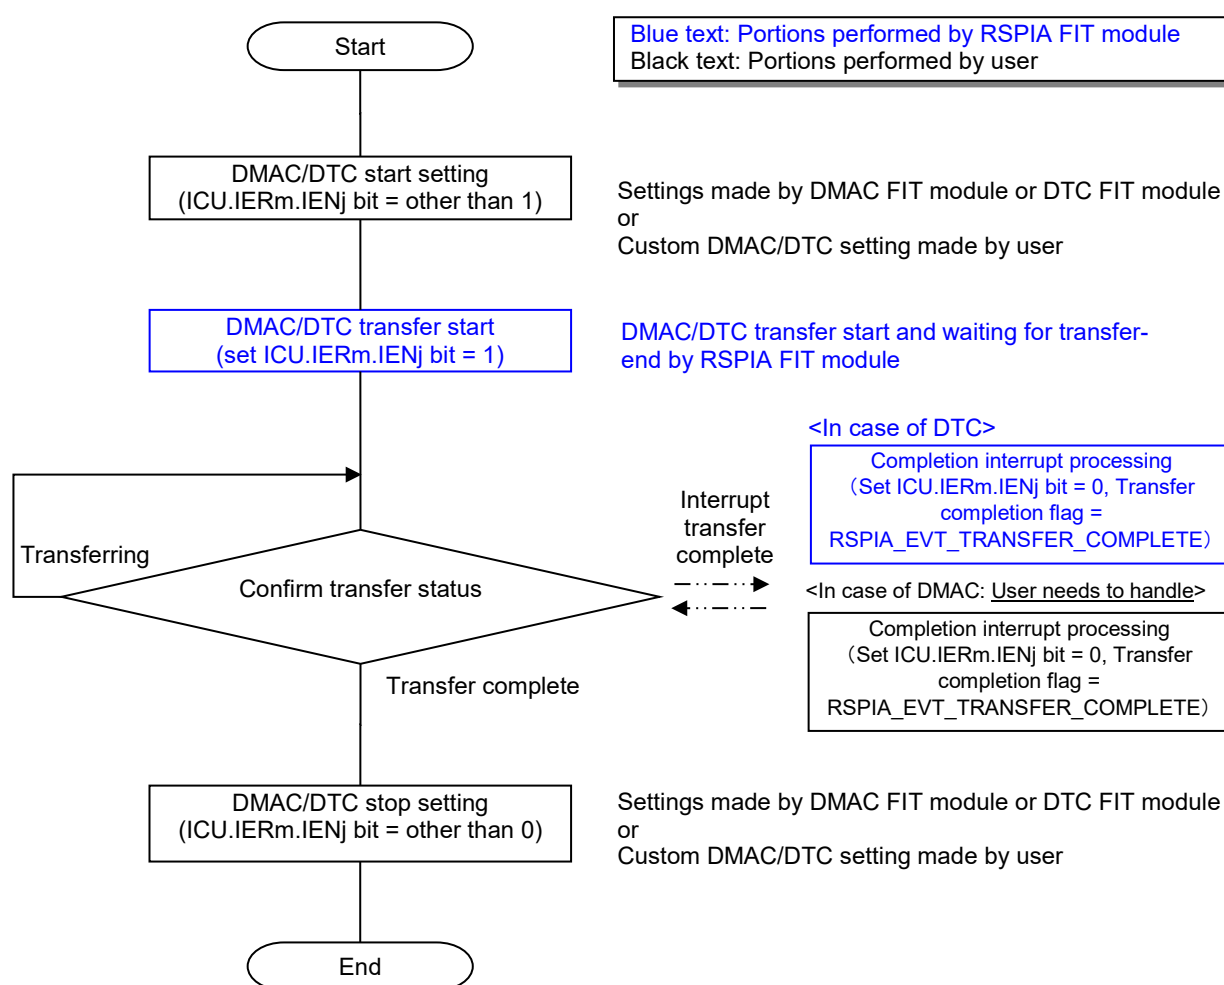 Start
Blue text: Portions performed by RSPIA FIT module
Black text: Portions performed by user
DMAC/DTC start setting
(ICU.IERm.IENj bit = other than 1)
Settings made by DMAC FIT module or DTC FIT module
or
Custom DMAC/DTC setting made by user
DMAC/DTC transfer start
(set ICU.IERm.IENj bit = 1)
DMAC/DTC transfer start and waiting for transfer-
end by RSPIA FIT module
<In case of DTC>
Completion interrupt processing
（Set ICU.IERm.IENj bit = 0, Transfer
completion flag =
RSPIA_EVT_TRANSFER_COMPLETE）
Interrupt
transfer
complete
Transferring
Confirm transfer status
<In case of DMAC: User needs to handle>
Completion interrupt processing
（Set ICU.IERm.IENj bit = 0, Transfer
completion flag =
RSPIA_EVT_TRANSFER_COMPLETE）
Transfer complete
DMAC/DTC stop setting
(ICU.IERm.IENj bit = other than 0)
Settings made by DMAC FIT module or DTC FIT module
or
Custom DMAC/DTC setting made by user
End